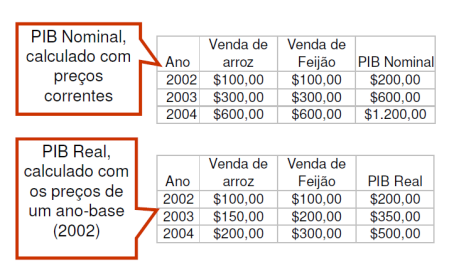 PIB Nominal,
calculado com
preços
correntes
Ano Venda de arroz Venda de Feijão PIB Nominal
2002 $100,00 $100,00 $200,00
2003 $300,00 $300,00 $600,00
2004 $600,00 $600,00 $1.200,00
PIB Real,
calculado com
os preços de
um ano-base
(2002)
Ano Venda de arroz Venda de Feijão PIB Real
2002 $100,00 $100,00 $200,00
2003 $150,00 $200,00 $350,00
2004 $200,00 $300,00 $500,00